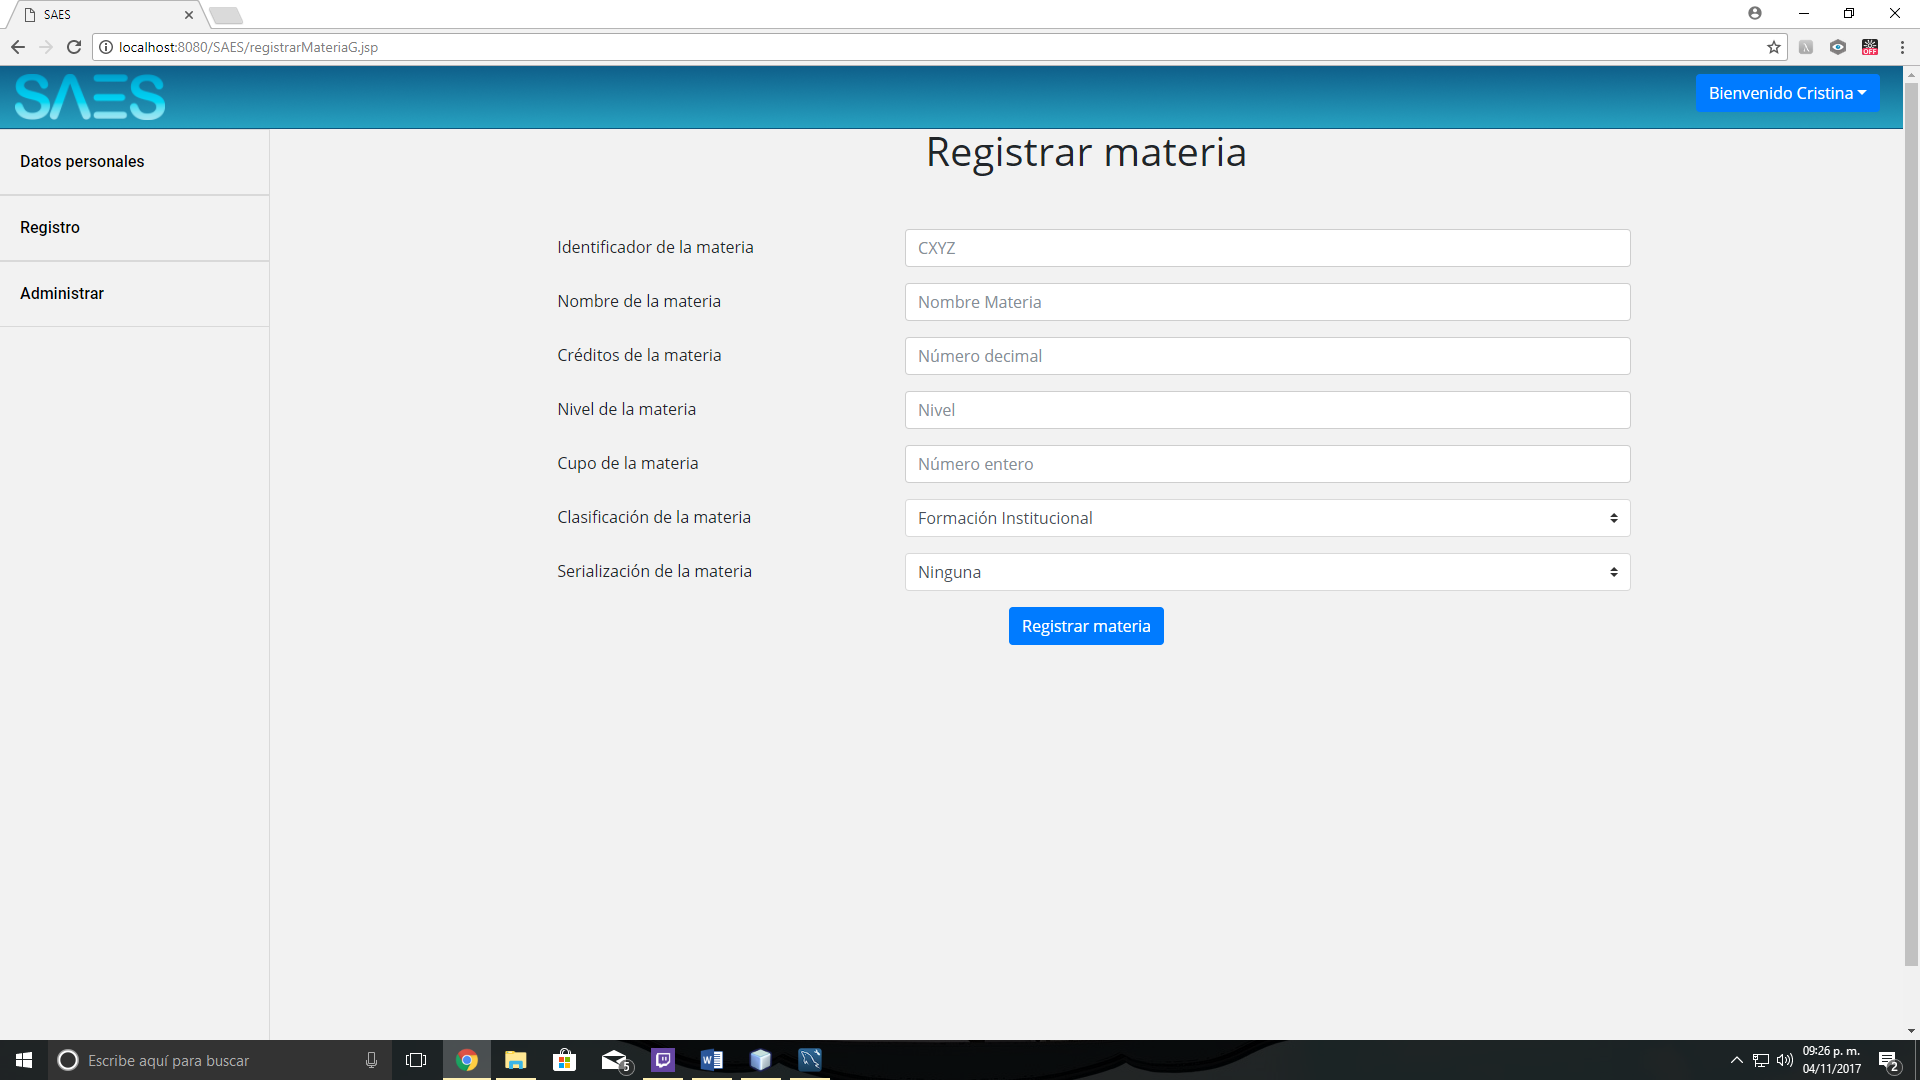 SAES
localhost:8080/SAES/registrarMateriaG.jsp
OFF
SAES
Bienvenido Cristina
Datos personales
Registro
Administrar
Registrar materia
Identificador de la materia
CXYZ
Nombre de la materia
Nombre Materia
Créditos de la materia
Número decimal
Nivel de la materia
Nivel
Cupo de la materia
Número entero
Clasificación de la materia
Formación Institucional
Serialización de la materia
Ninguna
Registrar materia
Escribe aquí para buscar
5
W
09:26 p. m.
04/11/2017
2